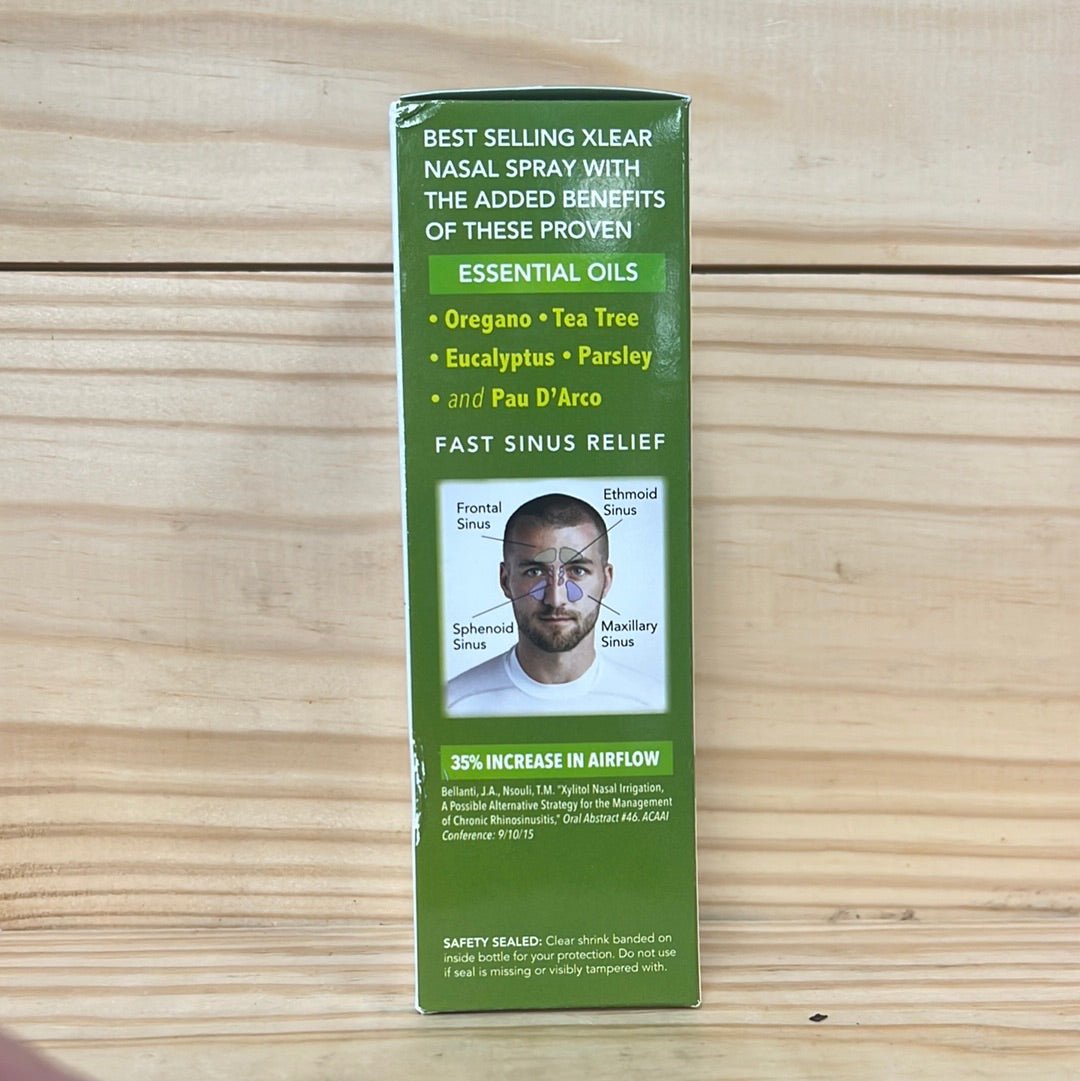 BEST SELLING XLEAR
NASAL SPRAY WITH
THE ADDED BENEFITS
OF THESE PROVEN
ESSENTIAL OILS
• Oregano • Tea Tree
• Eucalyptus • Parsley
• and Pau D'Arco
FAST SINUS RELIEF
Frontal
Sinus
Ethmoid
Sinus
Sphenoid
Sinus
Maxillary
Sinus
35% INCREASE IN AIRFLOW
Bellanti, J.A., Nsouli, T.M. "Xylitol Nasal Irrigation,
A Possible Alternative Strategy for the Management
of Chronic Rhinosinusitis," Oral Abstract #46. ACAAI
Conference: 9/10/15
SAFETY SEALED: Clear shrink banded on
inside bottle for your protection. Do not use
if seal is missing or visibly tampered with.